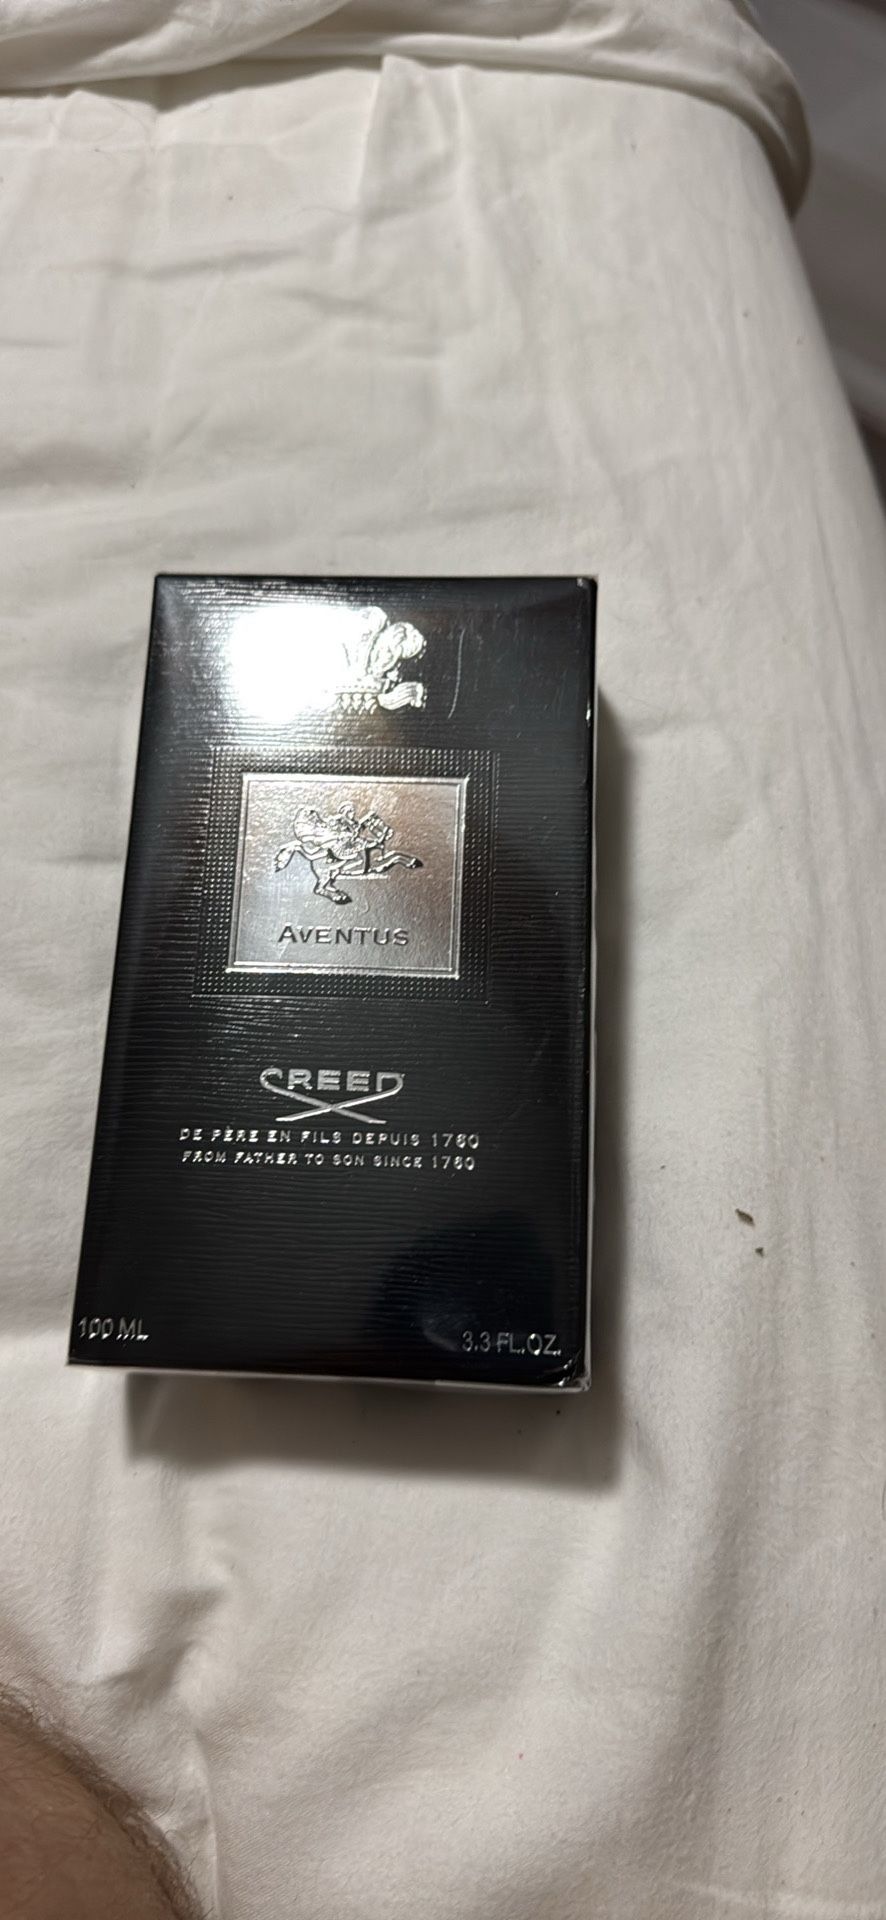 AVENTUS
CREED
DE PÈRE EN FILS DEPUIS 1760
FROM FATHER TO SON SINCE 1760
100 ML
3.3 FL.OZ.